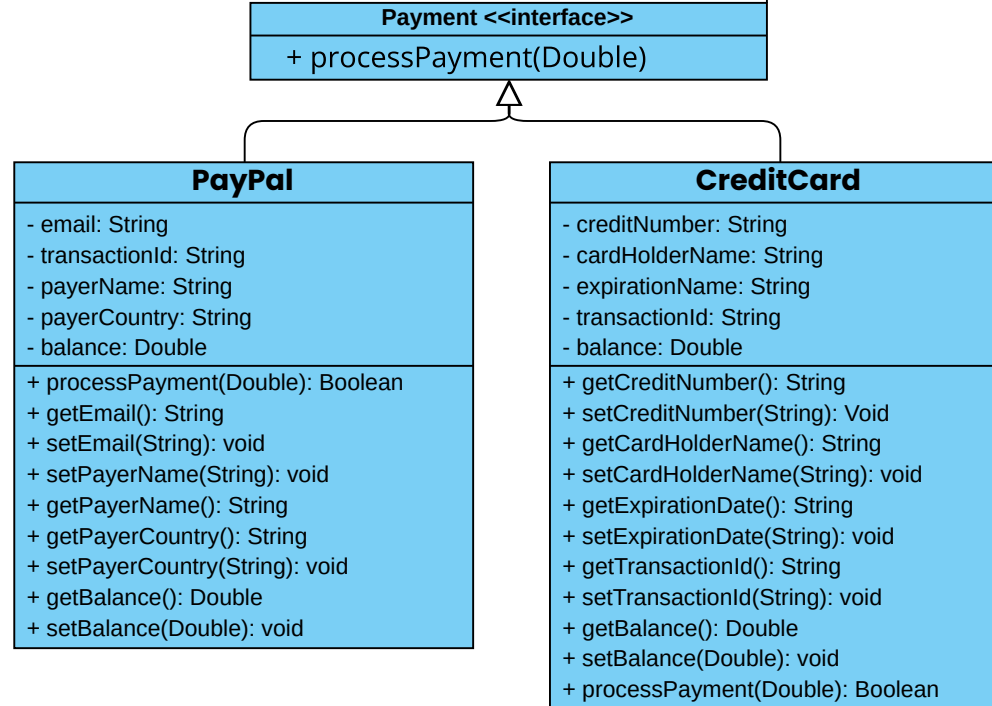 Payment <<interface>>
+ processPayment(Double)
PayPal
- email: String
- transactionId: String
- payerName: String
- payerCountry: String
- balance: Double
+ processPayment(Double): Boolean
+ getEmail(): String
+ setEmail(String): void
+ setPayerName(String): void
+ getPayerName(): String
+ getPayerCountry(): String
+ setPayerCountry(String): void
+ getBalance(): Double
+ setBalance(Double): void
CreditCard
- creditNumber: String
- cardHolderName: String
- expirationName: String
- transactionId: String
- balance: Double
+ getCreditNumber(): String
+ setCreditNumber(String): Void
+ getCardHolderName(): String
+ setCardHolderName(String): void
+ getExpirationDate(): String
+ setExpirationDate(String): void
+ getTransactionId(): String
+ setTransactionId(String): void
+ getBalance(): Double
+ setBalance(Double): void
+ processPayment(Double): Boolean